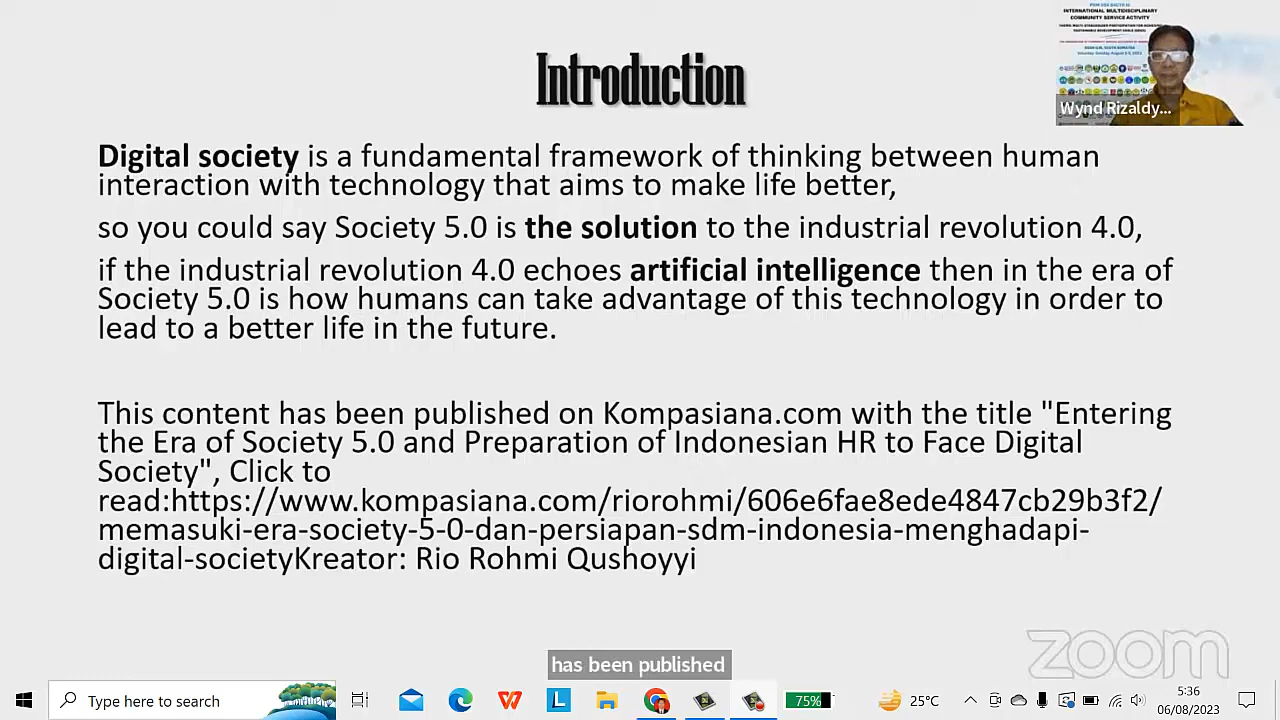 Introduction
INTERNATIONAL MULTIDISCIPLINARY
COMMUNITY SERVICE ACTIVITY
Wynd Rizaldy...
Digital society is a fundamental framework of thinking between human
interaction with technology that aims to make life better,
so you could say Society 5.0 is the solution to the industrial revolution 4.0,
if the industrial revolution 4.0 echoes artificial intelligence then in the era of
Society 5.0 is how humans can take advantage of this technology in order to
lead to a better life in the future.
This content has been published on Kompasiana.com with the title "Entering
the Era of Society 5.0 and Preparation of Indonesian HR to Face Digital
Society", Click to
read:https://www.kompasiana.com/riorohmi/606e6fae8ede4847cb29b3f2/
memasuki-era-society-5-0-dan-persiapan-sdm-indonesia-menghadapi-
digital-societyKreator: Rio Rohmi Qushoyyi
zoom
has been published
Type here to search
75%
25°C
5:36
06/08/2023